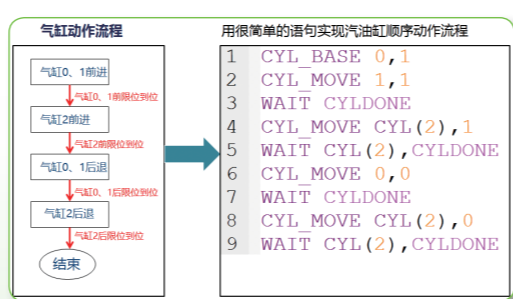 气缸动作流程
气缸0、1前进
气缸0、1前限位到位
气缸2前进
气缸2前限位到位
气缸0、1后退
气缸0、1后限位到位
气缸2后退
气缸2后限位到位
结束
用很简单的语句实现汽油缸顺序动作流程
1 CYL_BASE 0,1
2 CYL_MOVE 1,1
3 WAIT CYLDONE
4 CYL_MOVE CYL(2),1
5 WAIT CYL(2),CYLDONE
6 CYL_MOVE 0,0
7 WAIT CYLDONE
8 CYL_MOVE CYL(2),0
9 WAIT CYL(2),CYLDONE